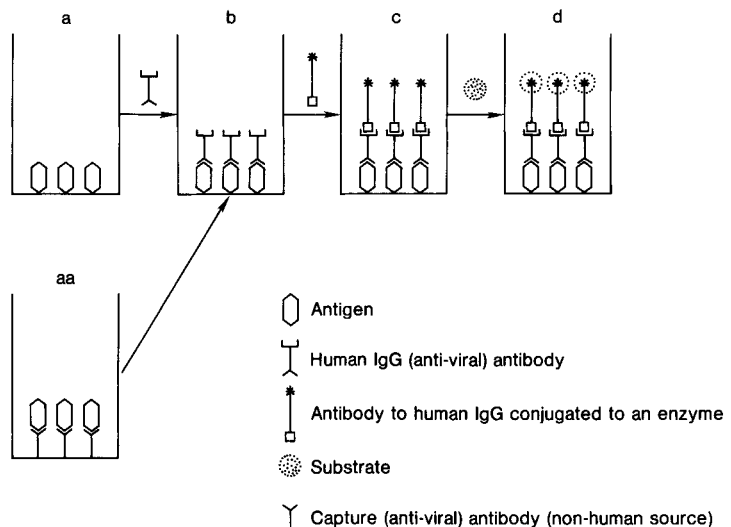 a
b
c
d
aa
Antigen
Human IgG (anti-viral) antibody
Antibody to human IgG conjugated to an enzyme
Substrate
Capture (anti-viral) antibody (non-human source)